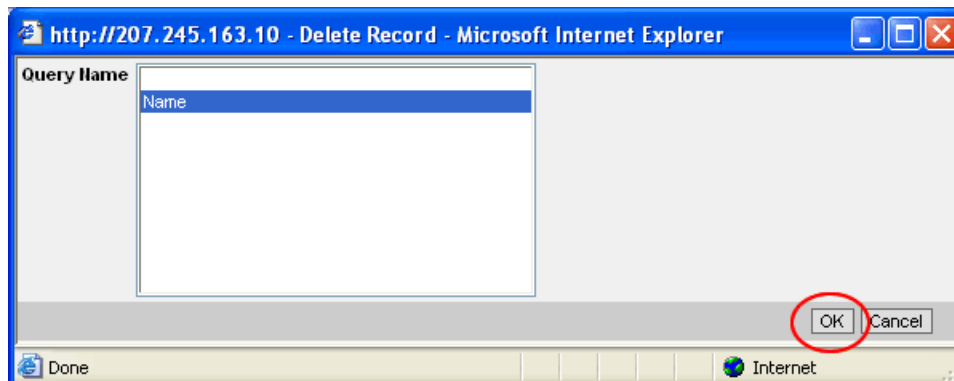 http://207.245.163.10 - Delete Record - Microsoft Internet Explorer
Query Name
Name
OK Cancel
Done Internet